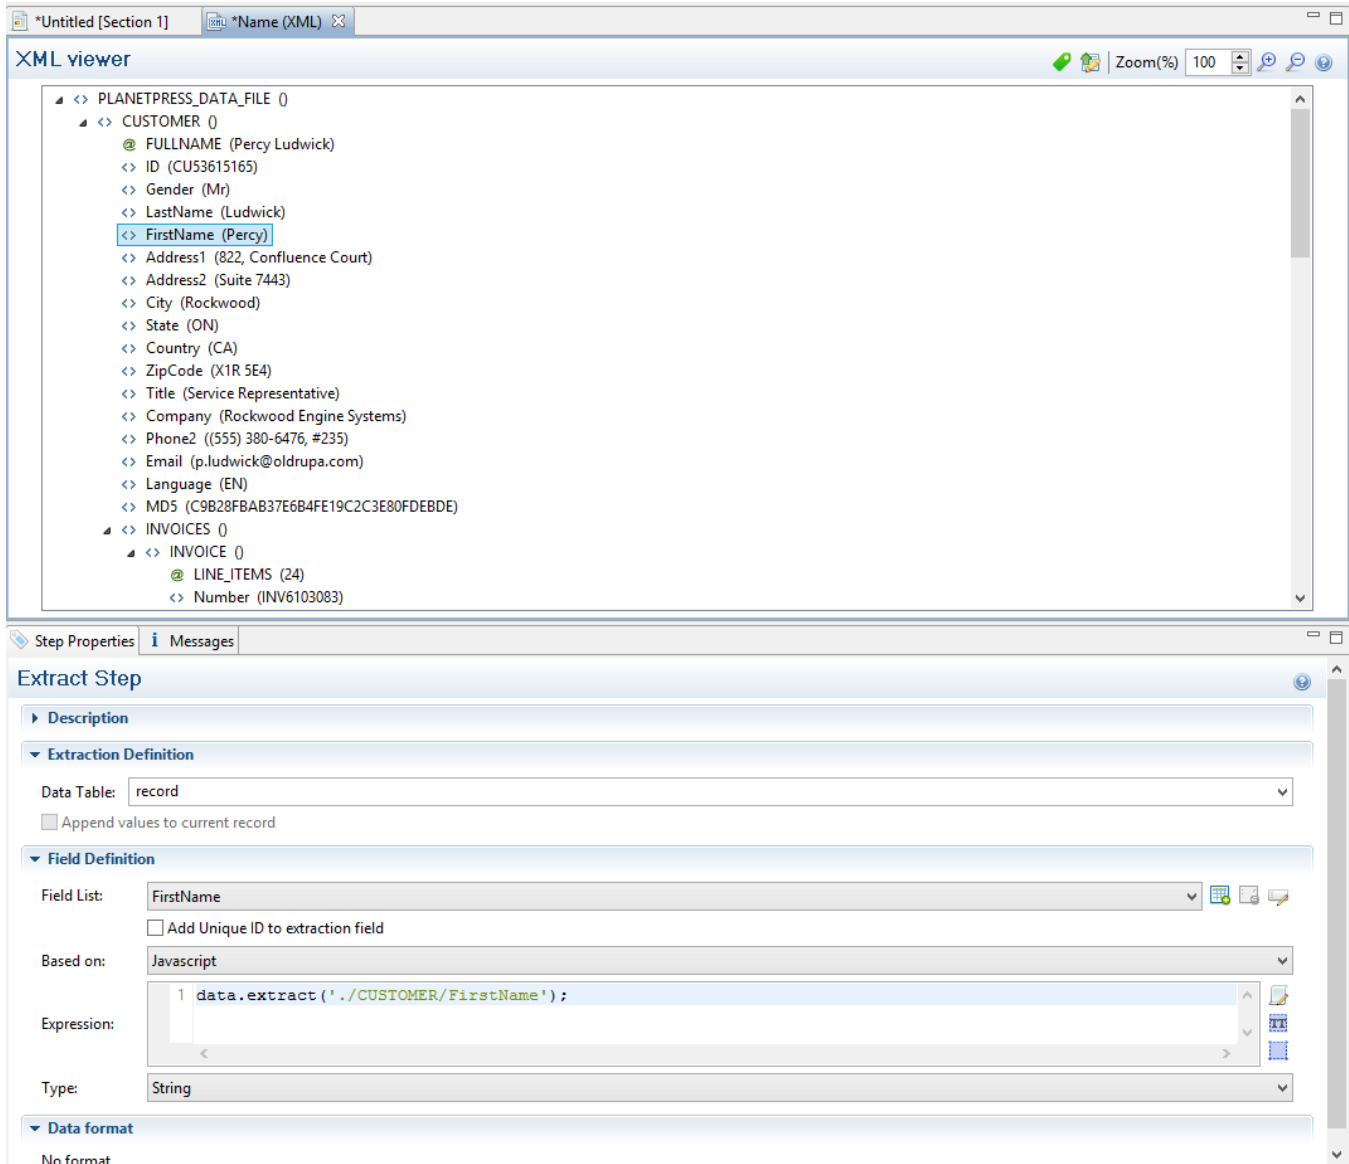 *Untitled [Section 1] *Name (XML)
XML viewer Zoom(%) 100
PLANETPRESS_DATA_FILE ()
CUSTOMER ()
@ FULLNAME (Percy Ludwick)
<> ID (CU53615165)
<> Gender (Mr)
<> LastName (Ludwick)
<> FirstName (Percy)
<> Address1 (822, Confluence Court)
<> Address2 (Suite 7443)
<> City (Rockwood)
<> State (ON)
<> Country (CA)
<> ZipCode (X1R 5E4)
<> Title (Service Representative)
<> Company (Rockwood Engine Systems)
<> Phone2 ((555) 380-6476, #235)
<> Email (p.ludwick@oldrupa.com)
<> Language (EN)
<> MD5 (C9B28FBAB37E6B4FE19C2C3E80FDEBDE)
<> INVOICES ()
<> INVOICE ()
@ LINE_ITEMS (24)
<> Number (INV6103083)
Step Properties i Messages
Extract Step
Description
Extraction Definition
Data Table: record
Append values to current record
Field Definition
Field List: FirstName
Add Unique ID to extraction field
Based on: Javascript
1 data.extract('./CUSTOMER/FirstName');
Expression:
Type: String
Data format
No format